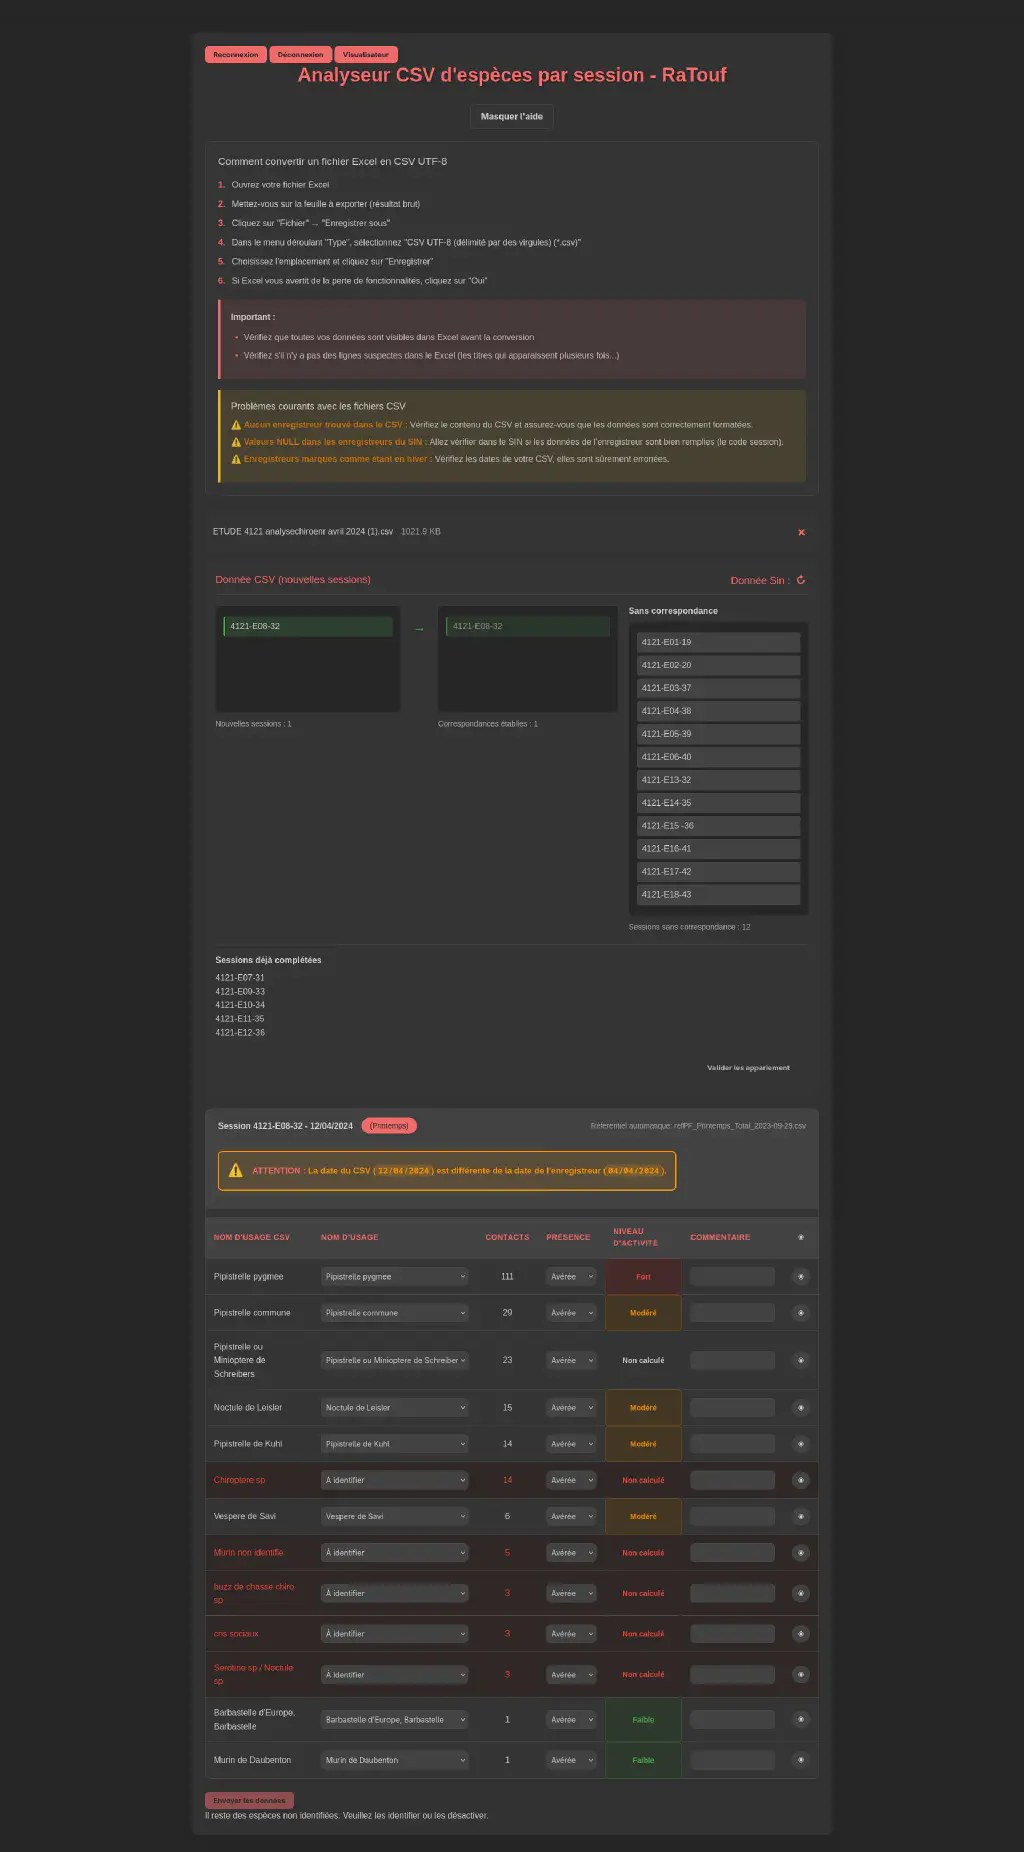 Reconnexion Déconnexion Visualisateur
Analyseur CSV d'espèces par session - RaTouf
Masquer l'aide
Comment convertir un fichier Excel en CSV UTF-8
1. Ouvrez votre fichier Excel
2. Mettez-vous sur la feuille à exporter (résultat brut)
3. Cliquez sur "Fichier" → "Enregistrer sous"
4. Dans le menu déroulant "Type", sélectionnez "CSV UTF-8 (délimité par des virgules) (*.csv)"
5. Choisissez l'emplacement et cliquez sur "Enregistrer"
6. Si Excel vous avertit de la perte de fonctionnalités, cliquez sur "Oui"
Important :
• Vérifiez que toutes vos données sont visibles dans Excel avant la conversion
• Vérifiez s'il n'y a pas des lignes suspectes dans le Excel (les titres qui apparaissent plusieurs fois...)
Problèmes courants avec les fichiers CSV
⚠ Aucun enregistreur trouvé dans le CSV : Vérifiez le contenu du CSV et assurez-vous que les données sont correctement formatées.
⚠ Valeurs NULL dans les enregistreurs du SIN : Allez vérifier dans le SIN si les données de l'enregistreur sont bien remplies (le code session).
⚠ Enregistreurs marqués comme étant en hiver : Vérifiez les dates de votre CSV, elles sont sûrement erronées.
ETUDE 4121 analysechiroenr avril 2024 (1).csv 1021.9 KB
Donnée CSV (nouvelles sessions)
Donnée Sin :
4121-E08-32
→
4121-E08-32
Nouvelles sessions : 1
Correspondances établies : 1
Sans correspondance
4121-E01-19
4121-E02-20
4121-E03-37
4121-E04-38
4121-E05-39
4121-E06-40
4121-E13-32
4121-E14-35
4121-E15 -36
4121-E16-41
4121-E17-42
4121-E18-43
Sessions sans correspondance : 12
Sessions déjà complétées
4121-E07-31
4121-E09-33
4121-E10-34
4121-E11-35
4121-E12-36
Valider les appariement
Session 4121-E08-32 - 12/04/2024 (Printemps)
Réferentiel automatique: refPF_Printemps_Total_2023-09-29.csv
⚠ ATTENTION : La date du CSV (12/04/2024) est différente de la date de l'enregistreur (04/04/2024).
NOM D'USAGE CSV NOM D'USAGE CONTACTS PRÉSENCE NIVEAU D'ACTIVITÉ COMMENTAIRE
Pipistrelle pygmee Pipistrelle pygmee 111 Avérée Fort
Pipistrelle commune Pipistrelle commune 29 Avérée Modéré
Pipistrelle ou
Minioptere de
Schreibers
Pipistrelle ou Minioptere de Schreiber 23 Avérée Non calculé
Noctule de Leisler Noctule de Leisler 15 Avérée Modéré
Pipistrelle de Kuhl Pipistrelle de Kuhl 14 Avérée Modéré
Chiroptere sp À identifier 14 Avérée Non calculé
Vespere de Savi Vespere de Savi 6 Avérée Modéré
Murin non identifie À identifier 5 Avérée Non calculé
buzz de chasse chiro
sp
À identifier 3 Avérée Non calculé
cris sociaux À identifier 3 Avérée Non calculé
Serotine sp / Noctule
sp
À identifier 3 Avérée Non calculé
Barbastelle d'Europe,
Barbastelle
Barbastelle d'Europe, Barbastelle 1 Avérée Faible
Murin de Daubenton Murin de Daubenton 1 Avérée Faible
Envoyer les données
Il reste des espèces non identifiées. Veuillez les identifier ou les désactiver.